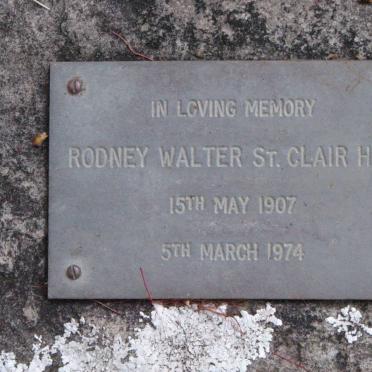 IN LOVING MEMORY
RODNEY WALTER ST. CLAIR H
15TH MAY 1907
5TH MARCH 1974